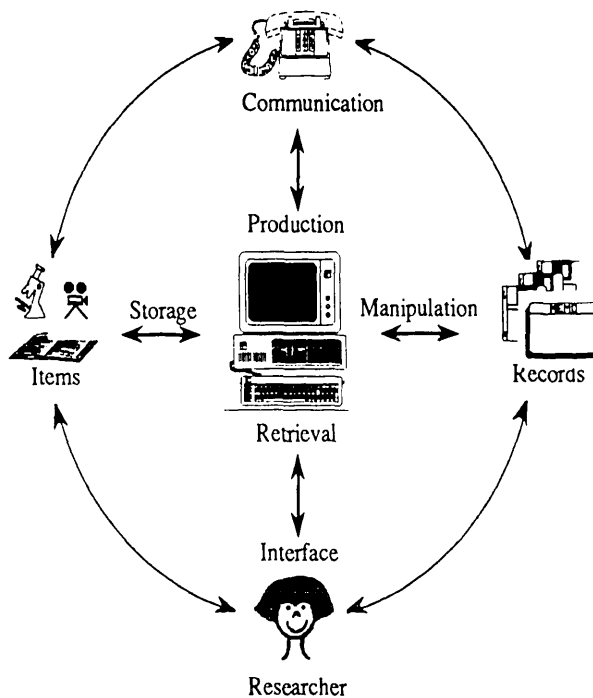 Communication
Production
Storage
Manipulation
Items
Records
Retrieval
Interface
Researcher